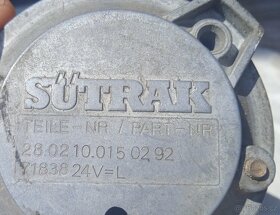 SÜTRAK
TEILE-NR / PART-NR
28.02 10.015 02.92
71838 24V=L